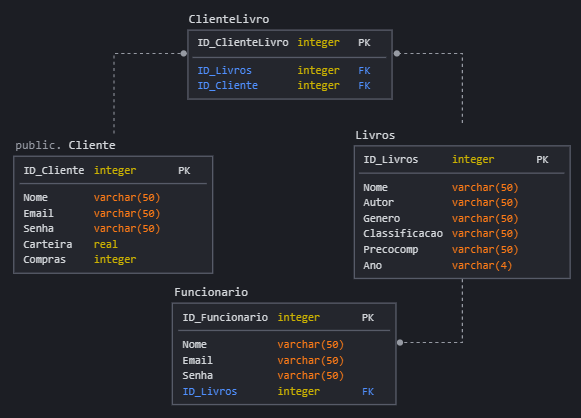 ClienteLivro
ID_ClienteLivro integer PK
ID_Livros integer FK
ID_Cliente integer FK
public. Cliente
ID_Cliente integer PK
Nome varchar(50)
Email varchar(50)
Senha varchar(50)
Carteira real
Compras integer
Livros
ID_Livros integer PK
Nome varchar(50)
Autor varchar(50)
Genero varchar(50)
Classificacao varchar(50)
Precocomp varchar(50)
Ano varchar(4)
Funcionario
ID_Funcionario integer PK
Nome varchar(50)
Email varchar(50)
Senha varchar(50)
ID_Livros integer FK